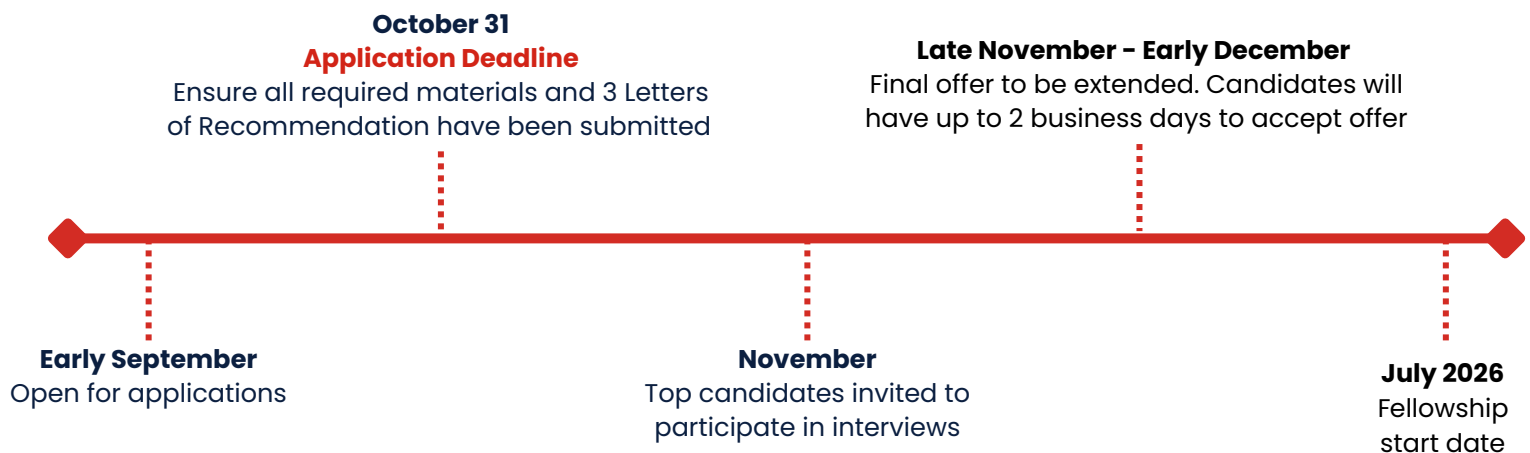 October 31
Application Deadline
Ensure all required materials and 3 Letters
of Recommendation have been submitted
Late November - Early December
Final offer to be extended. Candidates will
have up to 2 business days to accept offer
Early September
Open for applications
November
Top candidates invited to
participate in interviews
July 2026
Fellowship
start date